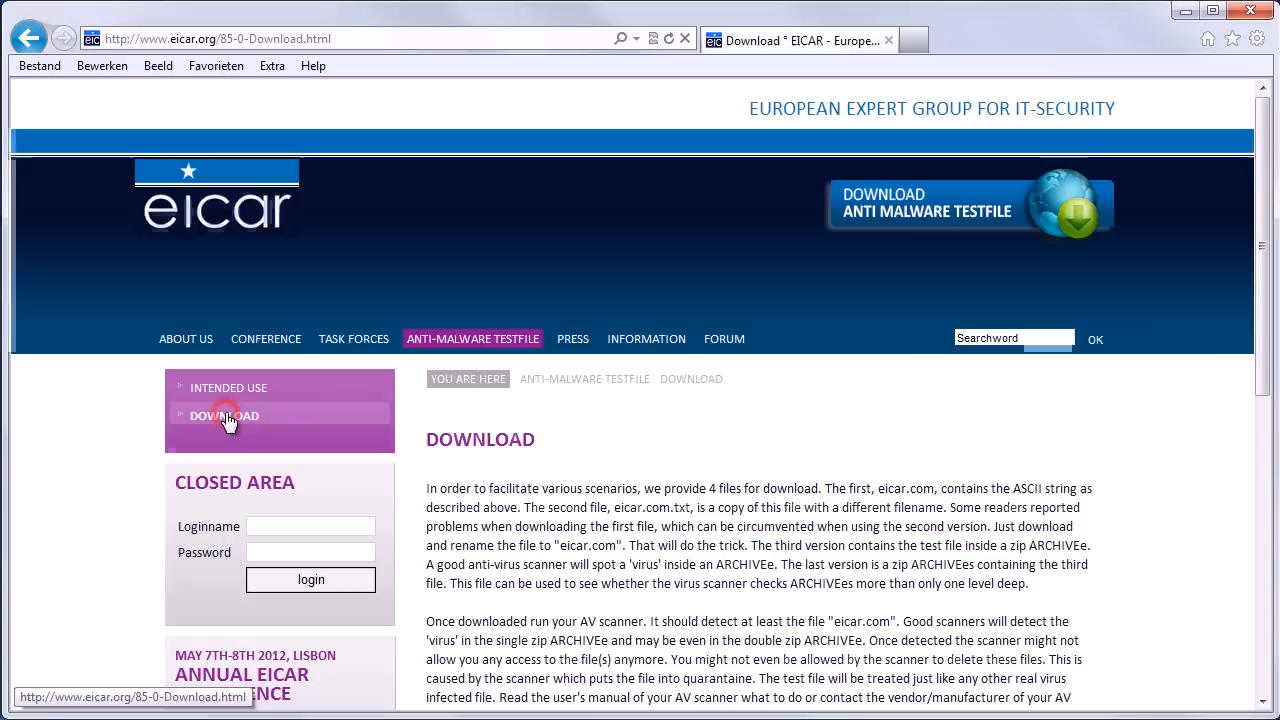 http://www.eicar.org/85-0-Download.html
Download ° EICAR - Europe...
Bestand Bewerken Beeld Favorieten Extra Help
EUROPEAN EXPERT GROUP FOR IT-SECURITY
eicar
DOWNLOAD
ANTI MALWARE TESTFILE
ABOUT US CONFERENCE TASK FORCES ANTI-MALWARE TESTFILE PRESS INFORMATION FORUM Searchword OK
INTENDED USE
DOWNLOAD
YOU ARE HERE ANTI-MALWARE TESTFILE DOWNLOAD
CLOSED AREA
Loginname
Password
login
MAY 7TH-8TH 2012, LISBON
ANNUAL EICAR
ENCE
DOWNLOAD
In order to facilitate various scenarios, we provide 4 files for download. The first, eicar.com, contains the ASCII string as
described above. The second file, eicar.com.txt, is a copy of this file with a different filename. Some readers reported
problems when downloading the first file, which can be circumvented when using the second version. Just download
and rename the file to "eicar.com". That will do the trick. The third version contains the test file inside a zip ARCHIVEe.
A good anti-virus scanner will spot a 'virus' inside an ARCHIVEe. The last version is a zip ARCHIVEes containing the third
file. This file can be used to see whether the virus scanner checks ARCHIVEes more than only one level deep.
Once downloaded run your AV scanner. It should detect at least the file "eicar.com". Good scanners will detect the
'virus' in the single zip ARCHIVEe and may be even in the double zip ARCHIVEe. Once detected the scanner might not
allow you any access to the file(s) anymore. You might not even be allowed by the scanner to delete these files. This is
caused by the scanner which puts the file into quarantaine. The test file will be treated just like any other real virus
infected file. Read the user's manual of your AV scanner what to do or contact the vendor/manufacturer of your AV
http://www.eicar.org/85-0-Download.html